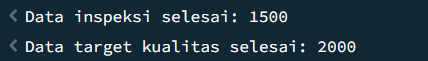 Data inspeksi selesai: 1500
Data target kualitas selesai: 2000